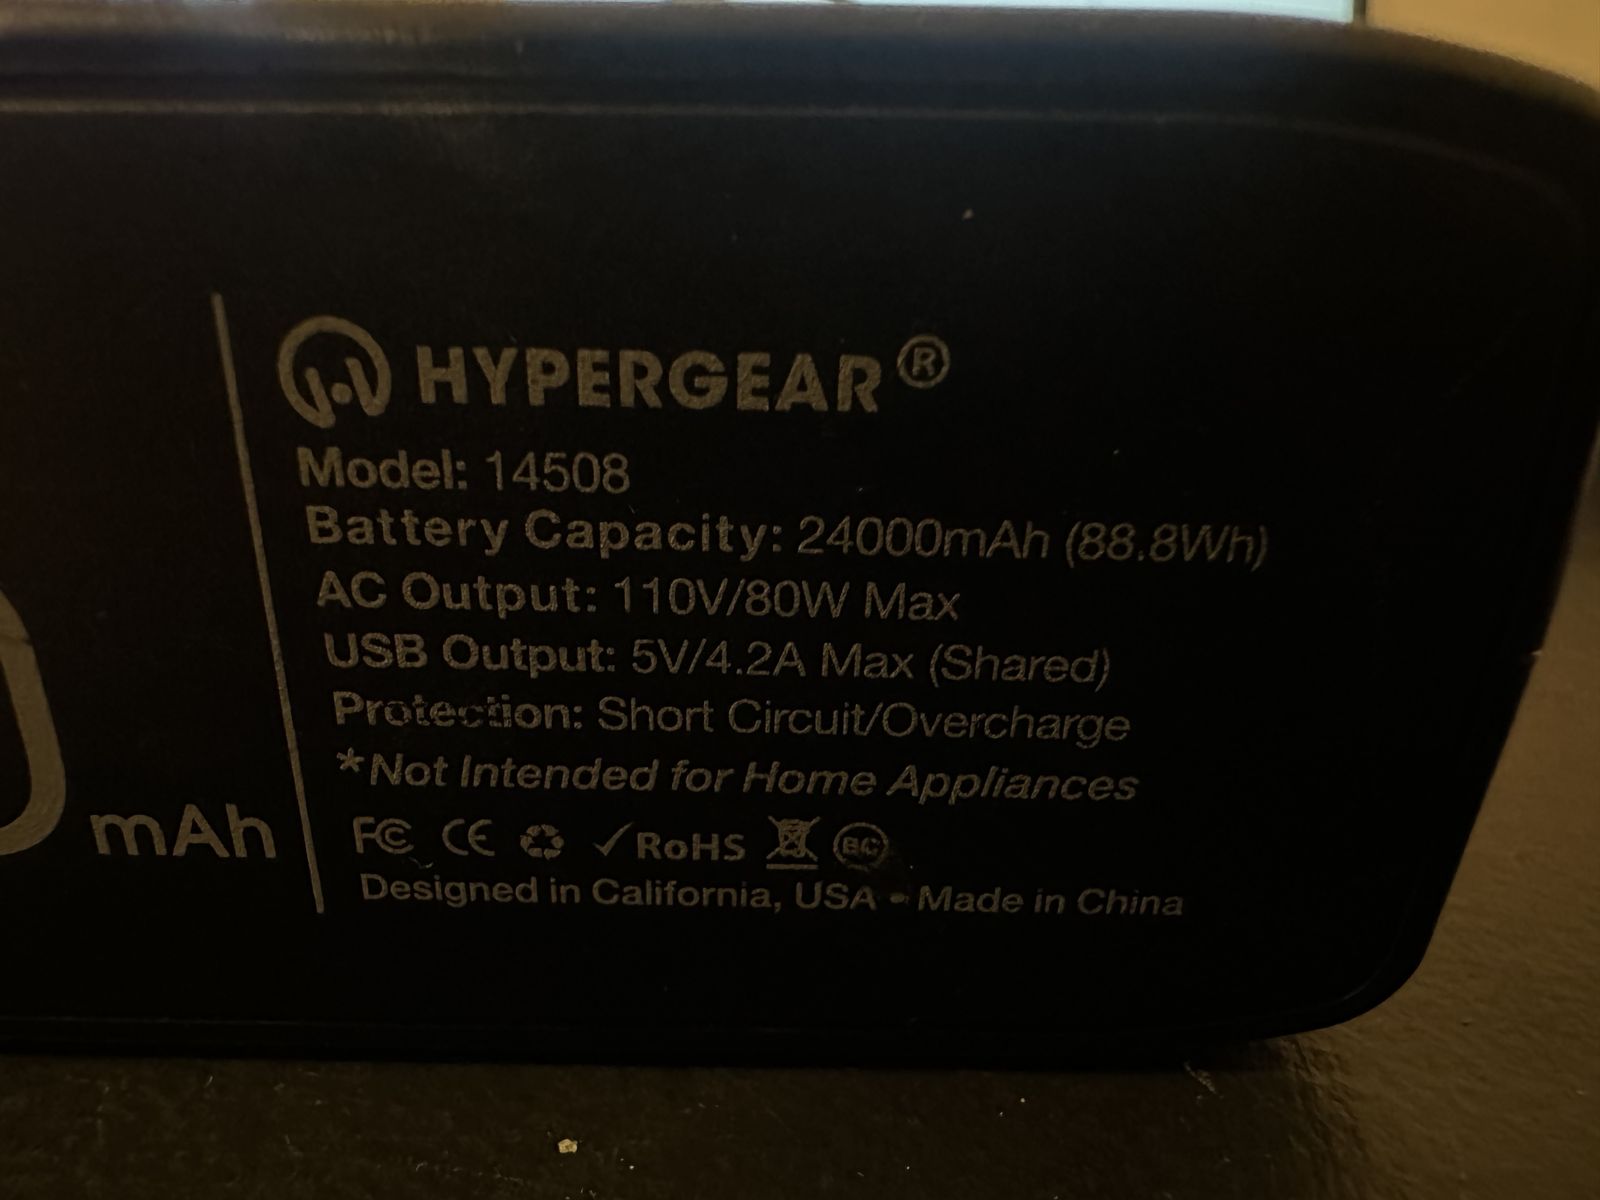 HYPERGEAR®
Model: 14508
Battery Capacity: 24000mAh (88.8Wh)
AC Output: 110V/80W Max
USB Output: 5V/4.2A Max (Shared)
Protection: Short Circuit/Overcharge
*Not Intended for Home Appliances
FC CE ✓RoHS BC
Designed in California, USA • Made in China
0mAh